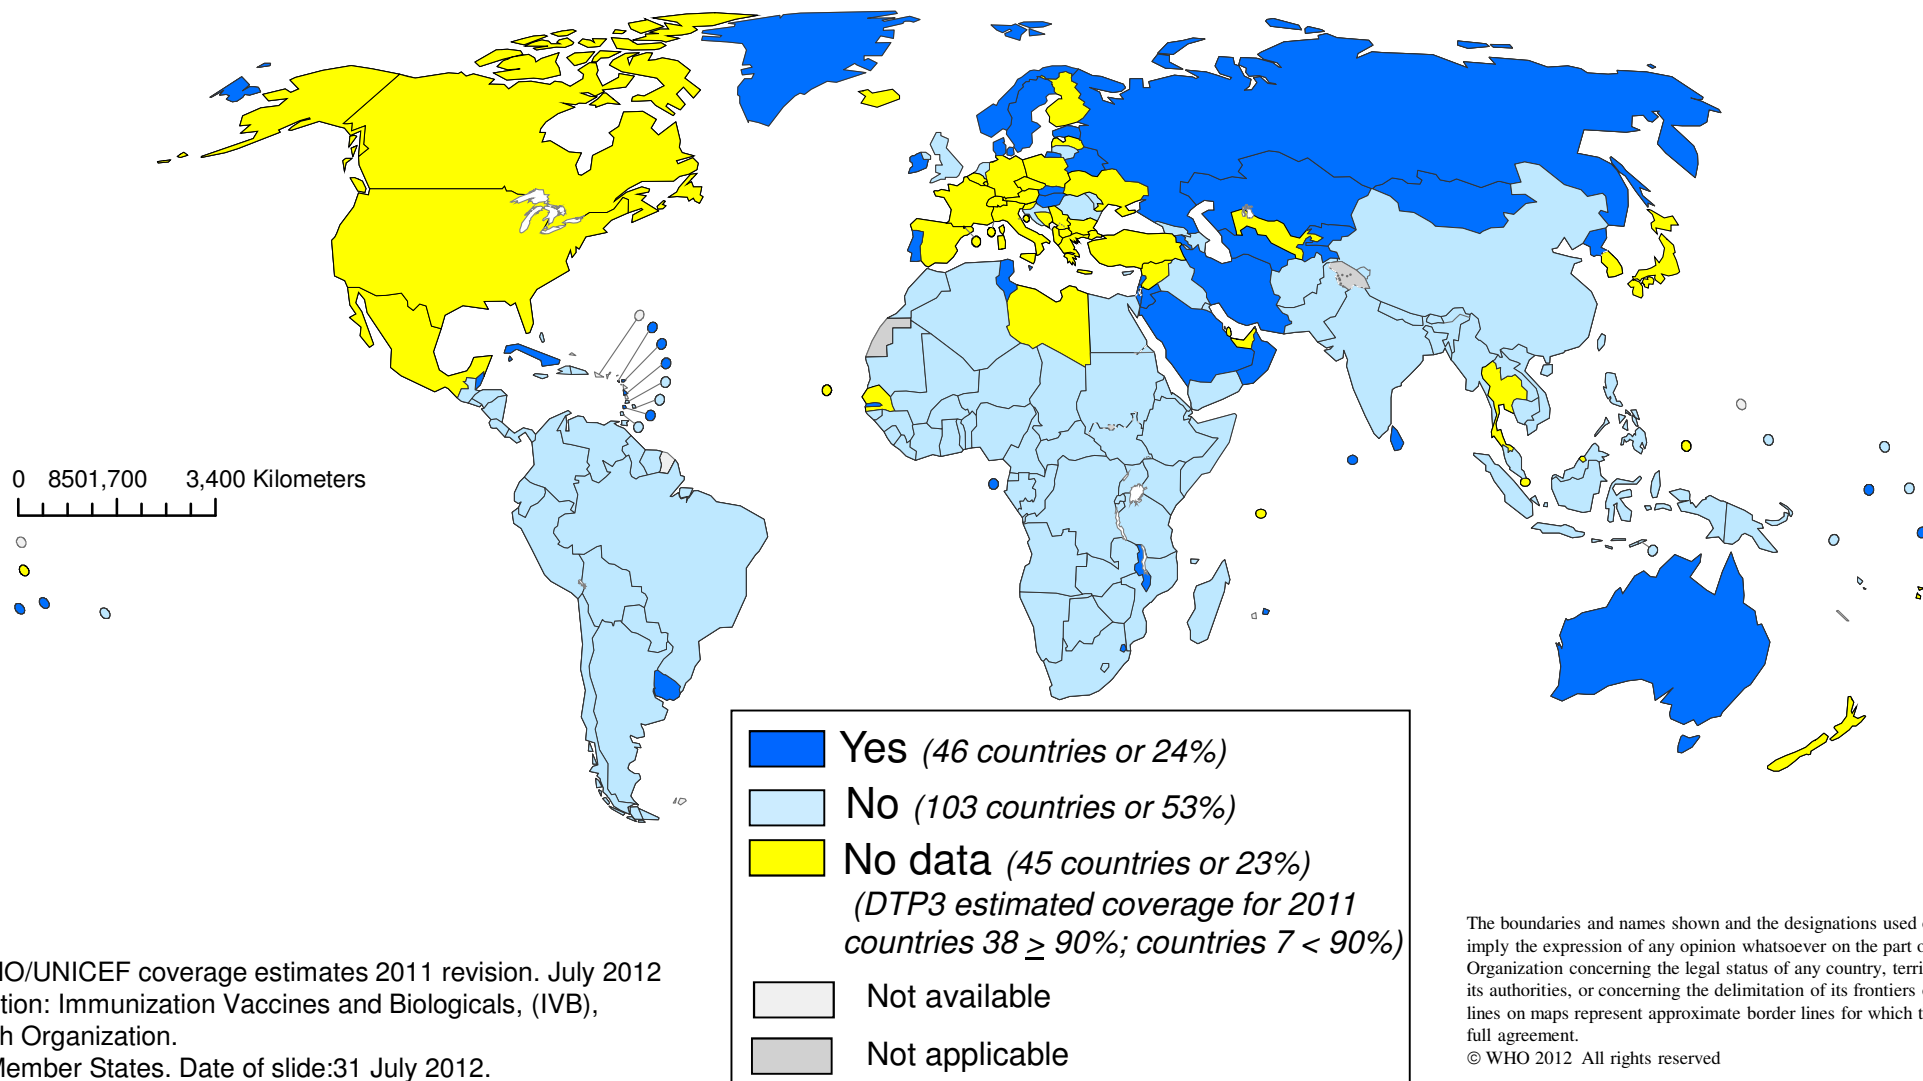 0 8501,700 3,400 Kilometers
Yes (46 countries or 24%)
No (103 countries or 53%)
No data (45 countries or 23%)
(DTP3 estimated coverage for 2011
countries 38 ≥ 90%; countries 7 < 90%)
Not available
Not applicable
IO/UNICEF coverage estimates 2011 revision. July 2012
tion: Immunization Vaccines and Biologicals, (IVB),
h Organization.
Member States. Date of slide:31 July 2012.
The boundaries and names shown and the designations used
imply the expression of any opinion whatsoever on the part o
Organization concerning the legal status of any country, terri
its authorities, or concerning the delimitation of its frontiers
lines on maps represent approximate border lines for which t
full agreement.
© WHO 2012 All rights reserved